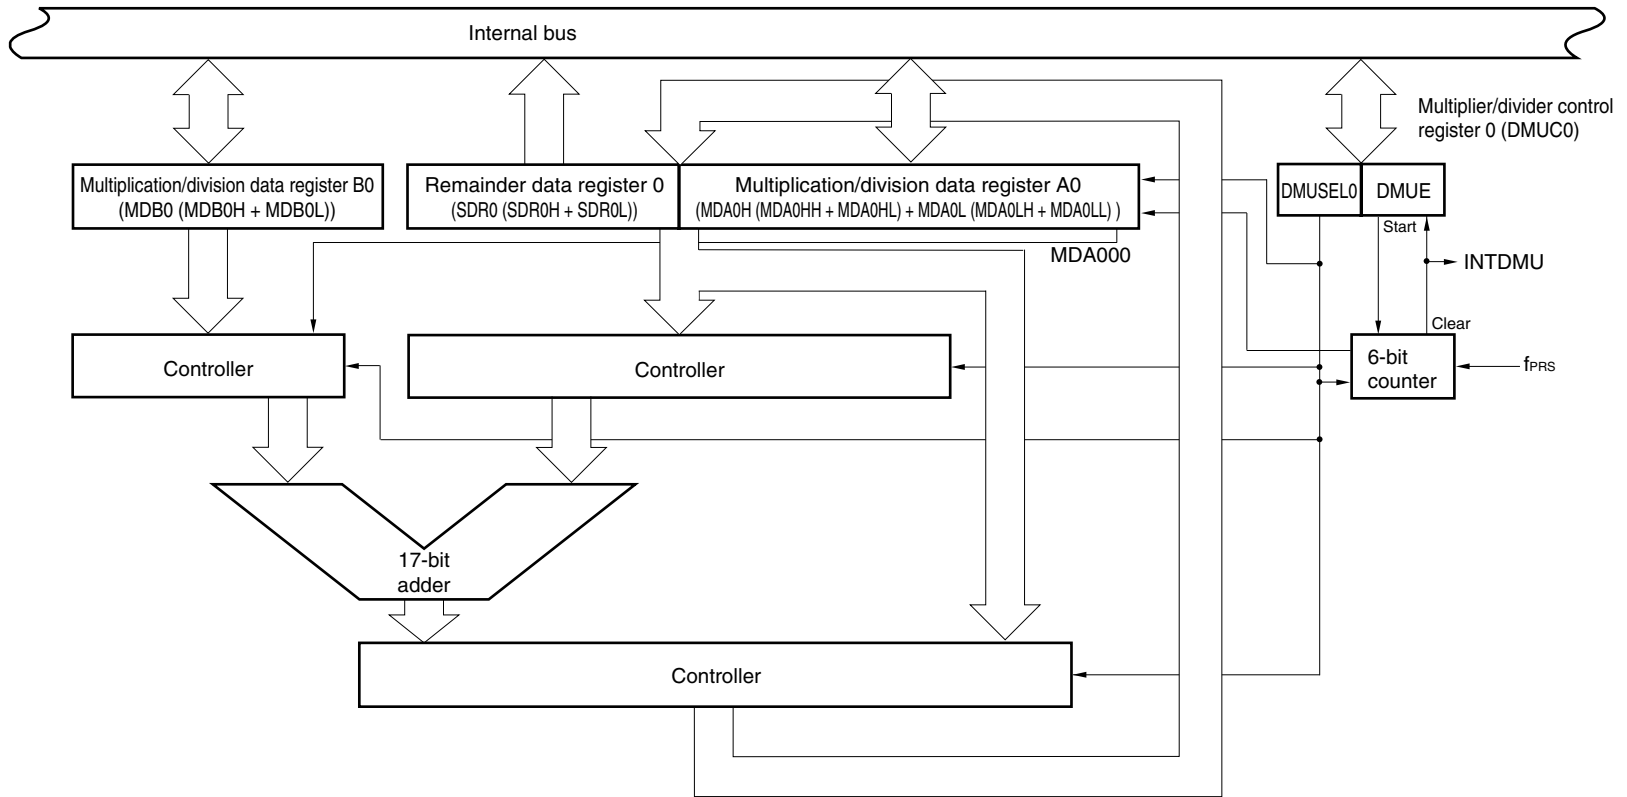 Internal bus
Multiplier/divider control
register 0 (DMUC0)
Multiplication/division data register B0
(MDB0 (MDB0H + MDB0L))
Remainder data register 0
(SDR0 (SDR0H + SDR0L))
Multiplication/division data register A0
(MDA0H (MDA0HH + MDA0HL) + MDA0L (MDA0LH + MDA0LL) )
DMUSEL0
DMUE
Start
MDA000
INTDMU
Clear
Controller
Controller
6-bit
counter
fPRS
17-bit
adder
Controller